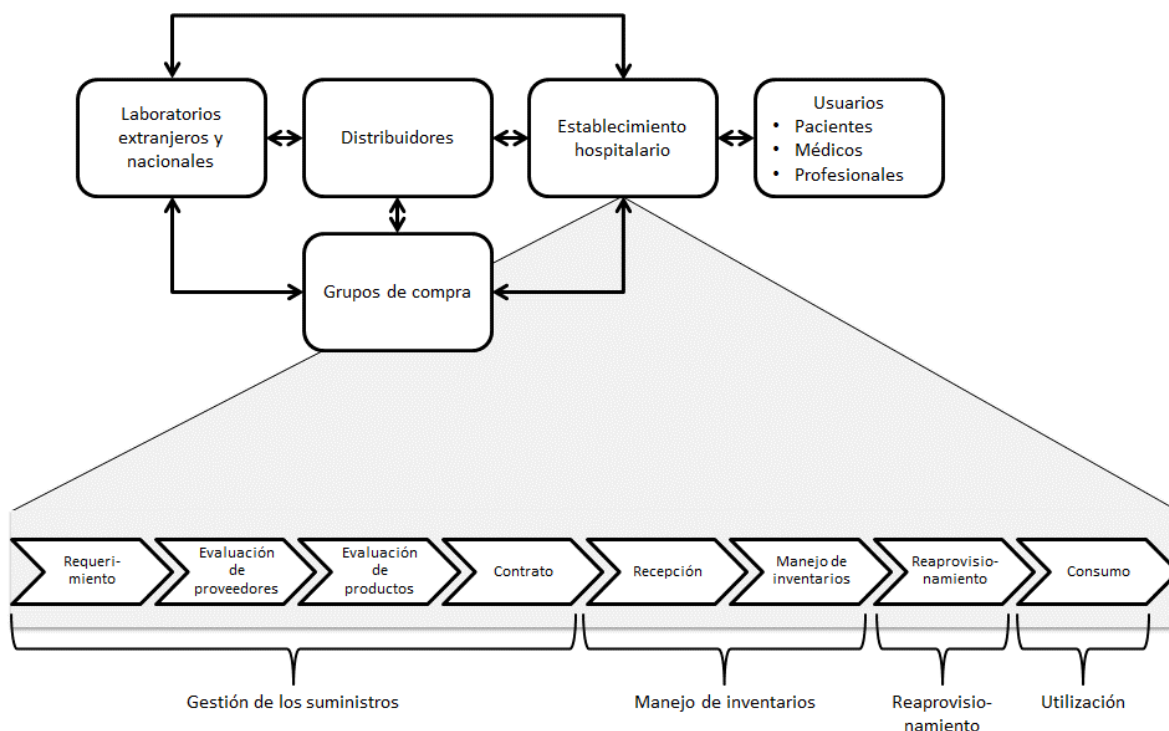 Laboratorios
extranjeros y
nacionales
Distribuidores
Establecimiento
hospitalario
Usuarios
• Pacientes
• Médicos
• Profesionales
Grupos de compra
Requeri-
miento
Evaluación
de
proveedores
Evaluación
de
productos
Contrato
Recepción
Manejo de
inventarios
Reaprovisio-
namiento
Consumo
Gestión de los suministros
Manejo de inventarios
Reaprovisio-
namiento
Utilización